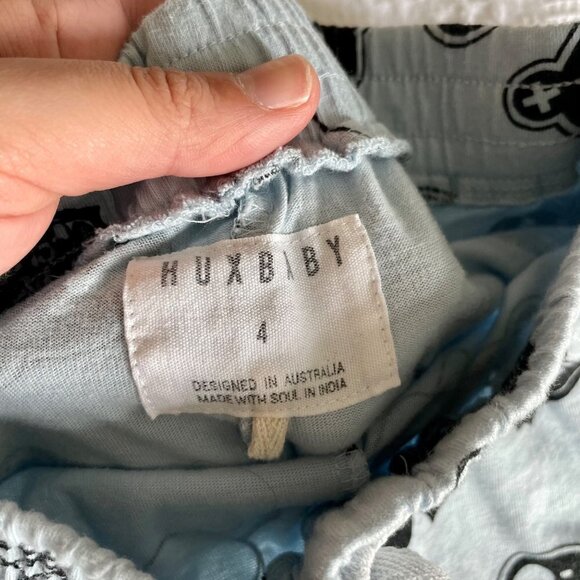 HUXBABY
4
DESIGNED IN AUSTRALIA
MADE WITH SOUL IN INDIA